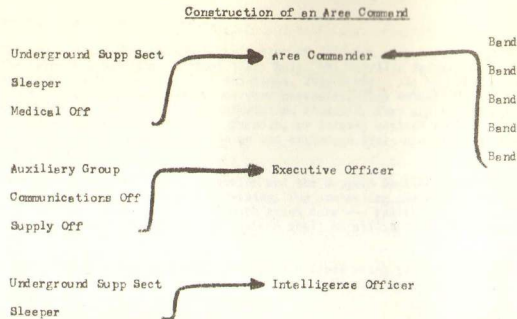 Construction of an Area Command
Underground Supp Sect
Sleeper
Medical Off
Area Commander
Band
Band
Band
Band
Band
Auxiliary Group
Communications Off
Supply Off
Executive Officer
Underground Supp Sect
Sleeper
Intelligence Officer